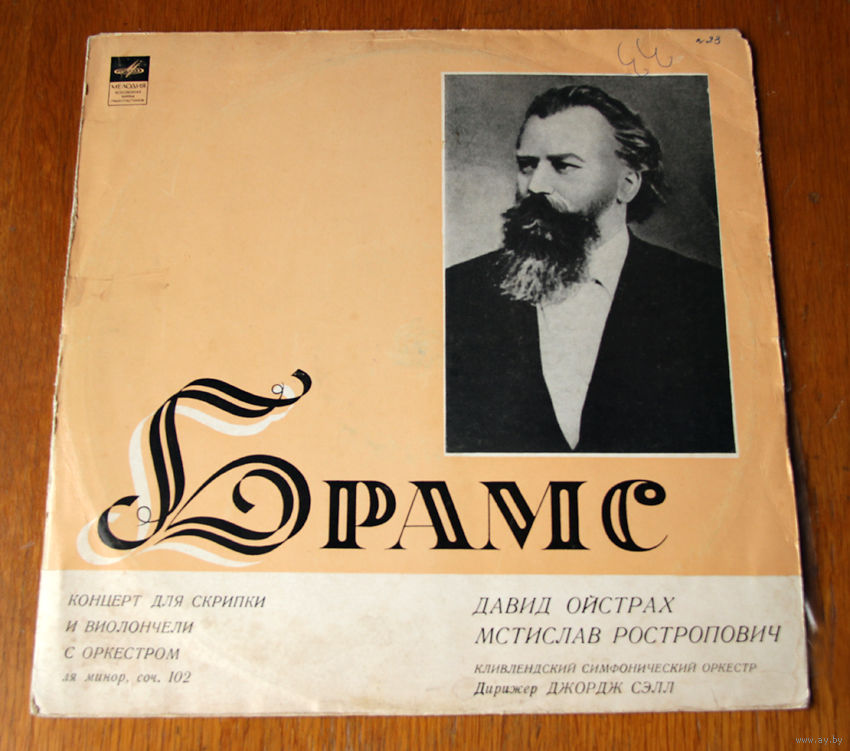 №23
МЕЛОДИЯ
БРАМС
КОНЦЕРТ ДЛЯ СКРИПКИ
И ВИОЛОНЧЕЛИ
С ОРКЕСТРОМ
ля минор, соч. 102
ДАВИД ОЙСТРАХ
МСТИСЛАВ РОСТРОПОВИЧ
КЛИВЛЕНДСКИЙ СИМФОНИЧЕСКИЙ ОРКЕСТР
Дирижер ДЖОРДЖ СЭЛЛ
www.ay.by